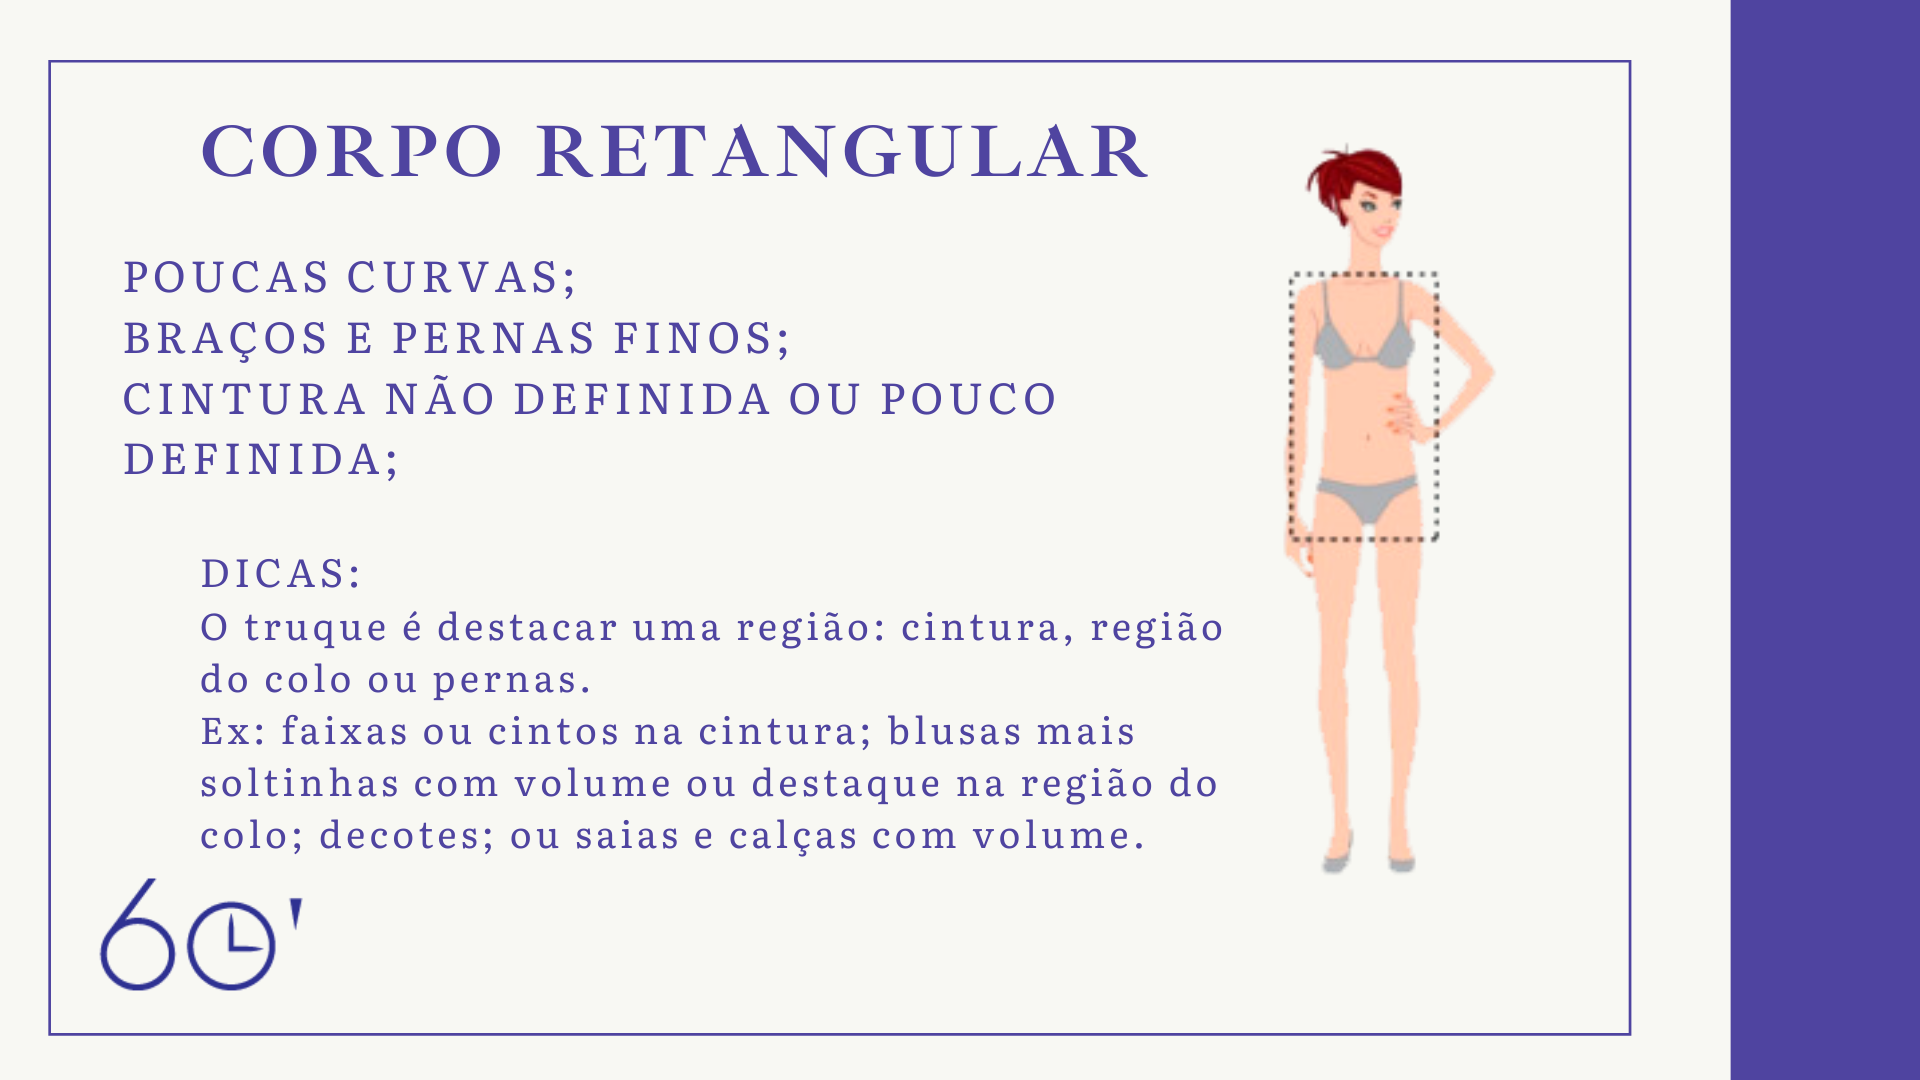 CORPO RETANGULAR
POUCAS CURVAS;
BRAÇOS E PERNAS FINOS;
CINTURA NÃO DEFINIDA OU POUCO
DEFINIDA;
DICAS:
O truque é destacar uma região: cintura, região
do colo ou pernas.
Ex: faixas ou cintos na cintura; blusas mais
soltinhas com volume ou destaque na região do
colo; decotes; ou saias e calças com volume.
60'